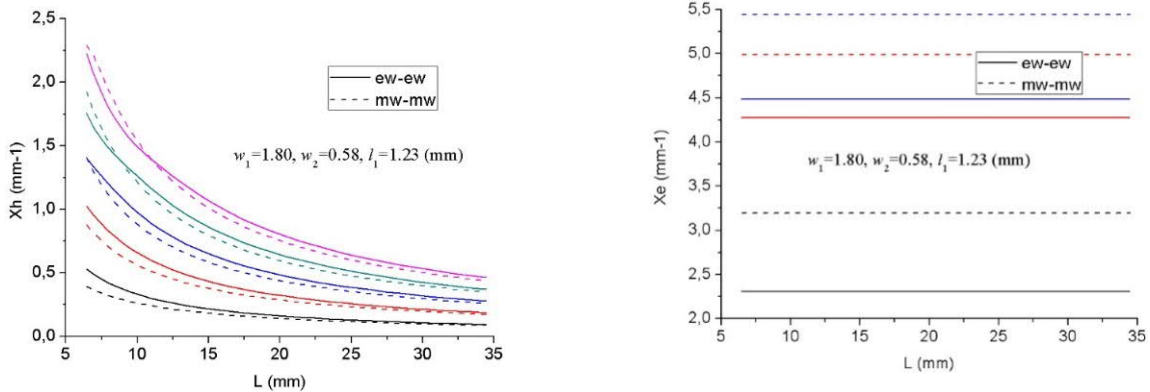 2,5
2,0
1,5
1,0
0,5
0,0
Xh (mm-1)
ew-ew
mw-mw
w1=1.80, w2=0.58, l1=1.23 (mm)
5 10 15 20 25 30 35
L (mm)
5,5
5,0
4,5
4,0
3,5
3,0
2,5
2,0
Xe (mm-1)
ew-ew
mw-mw
w1=1.80, w2=0.58, l1=1.23 (mm)
5 10 15 20 25 30 35
L (mm)